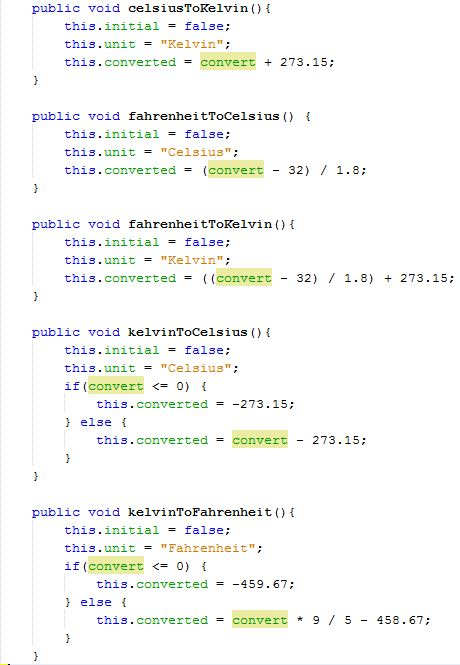 public void celsiusToKelvin(){
this.initial = false;
this.unit = "Kelvin";
this.converted = convert + 273.15;
}
public void fahrenheitToCelsius() {
this.initial = false;
this.unit = "Celsius";
this.converted = (convert - 32) / 1.8;
}
public void fahrenheitToKelvin(){
this.initial = false;
this.unit = "Kelvin";
this.converted = ((convert - 32) / 1.8) + 273.15;
}
public void kelvinToCelsius(){
this.initial = false;
this.unit = "Celsius";
if(convert <= 0) {
this.converted = -273.15;
} else {
this.converted = convert - 273.15;
}
}
public void kelvinToFahrenheit(){
this.initial = false;
this.unit = "Fahrenheit";
if(convert <= 0) {
this.converted = -459.67;
} else {
this.converted = convert * 9 / 5 - 458.67;
}
}